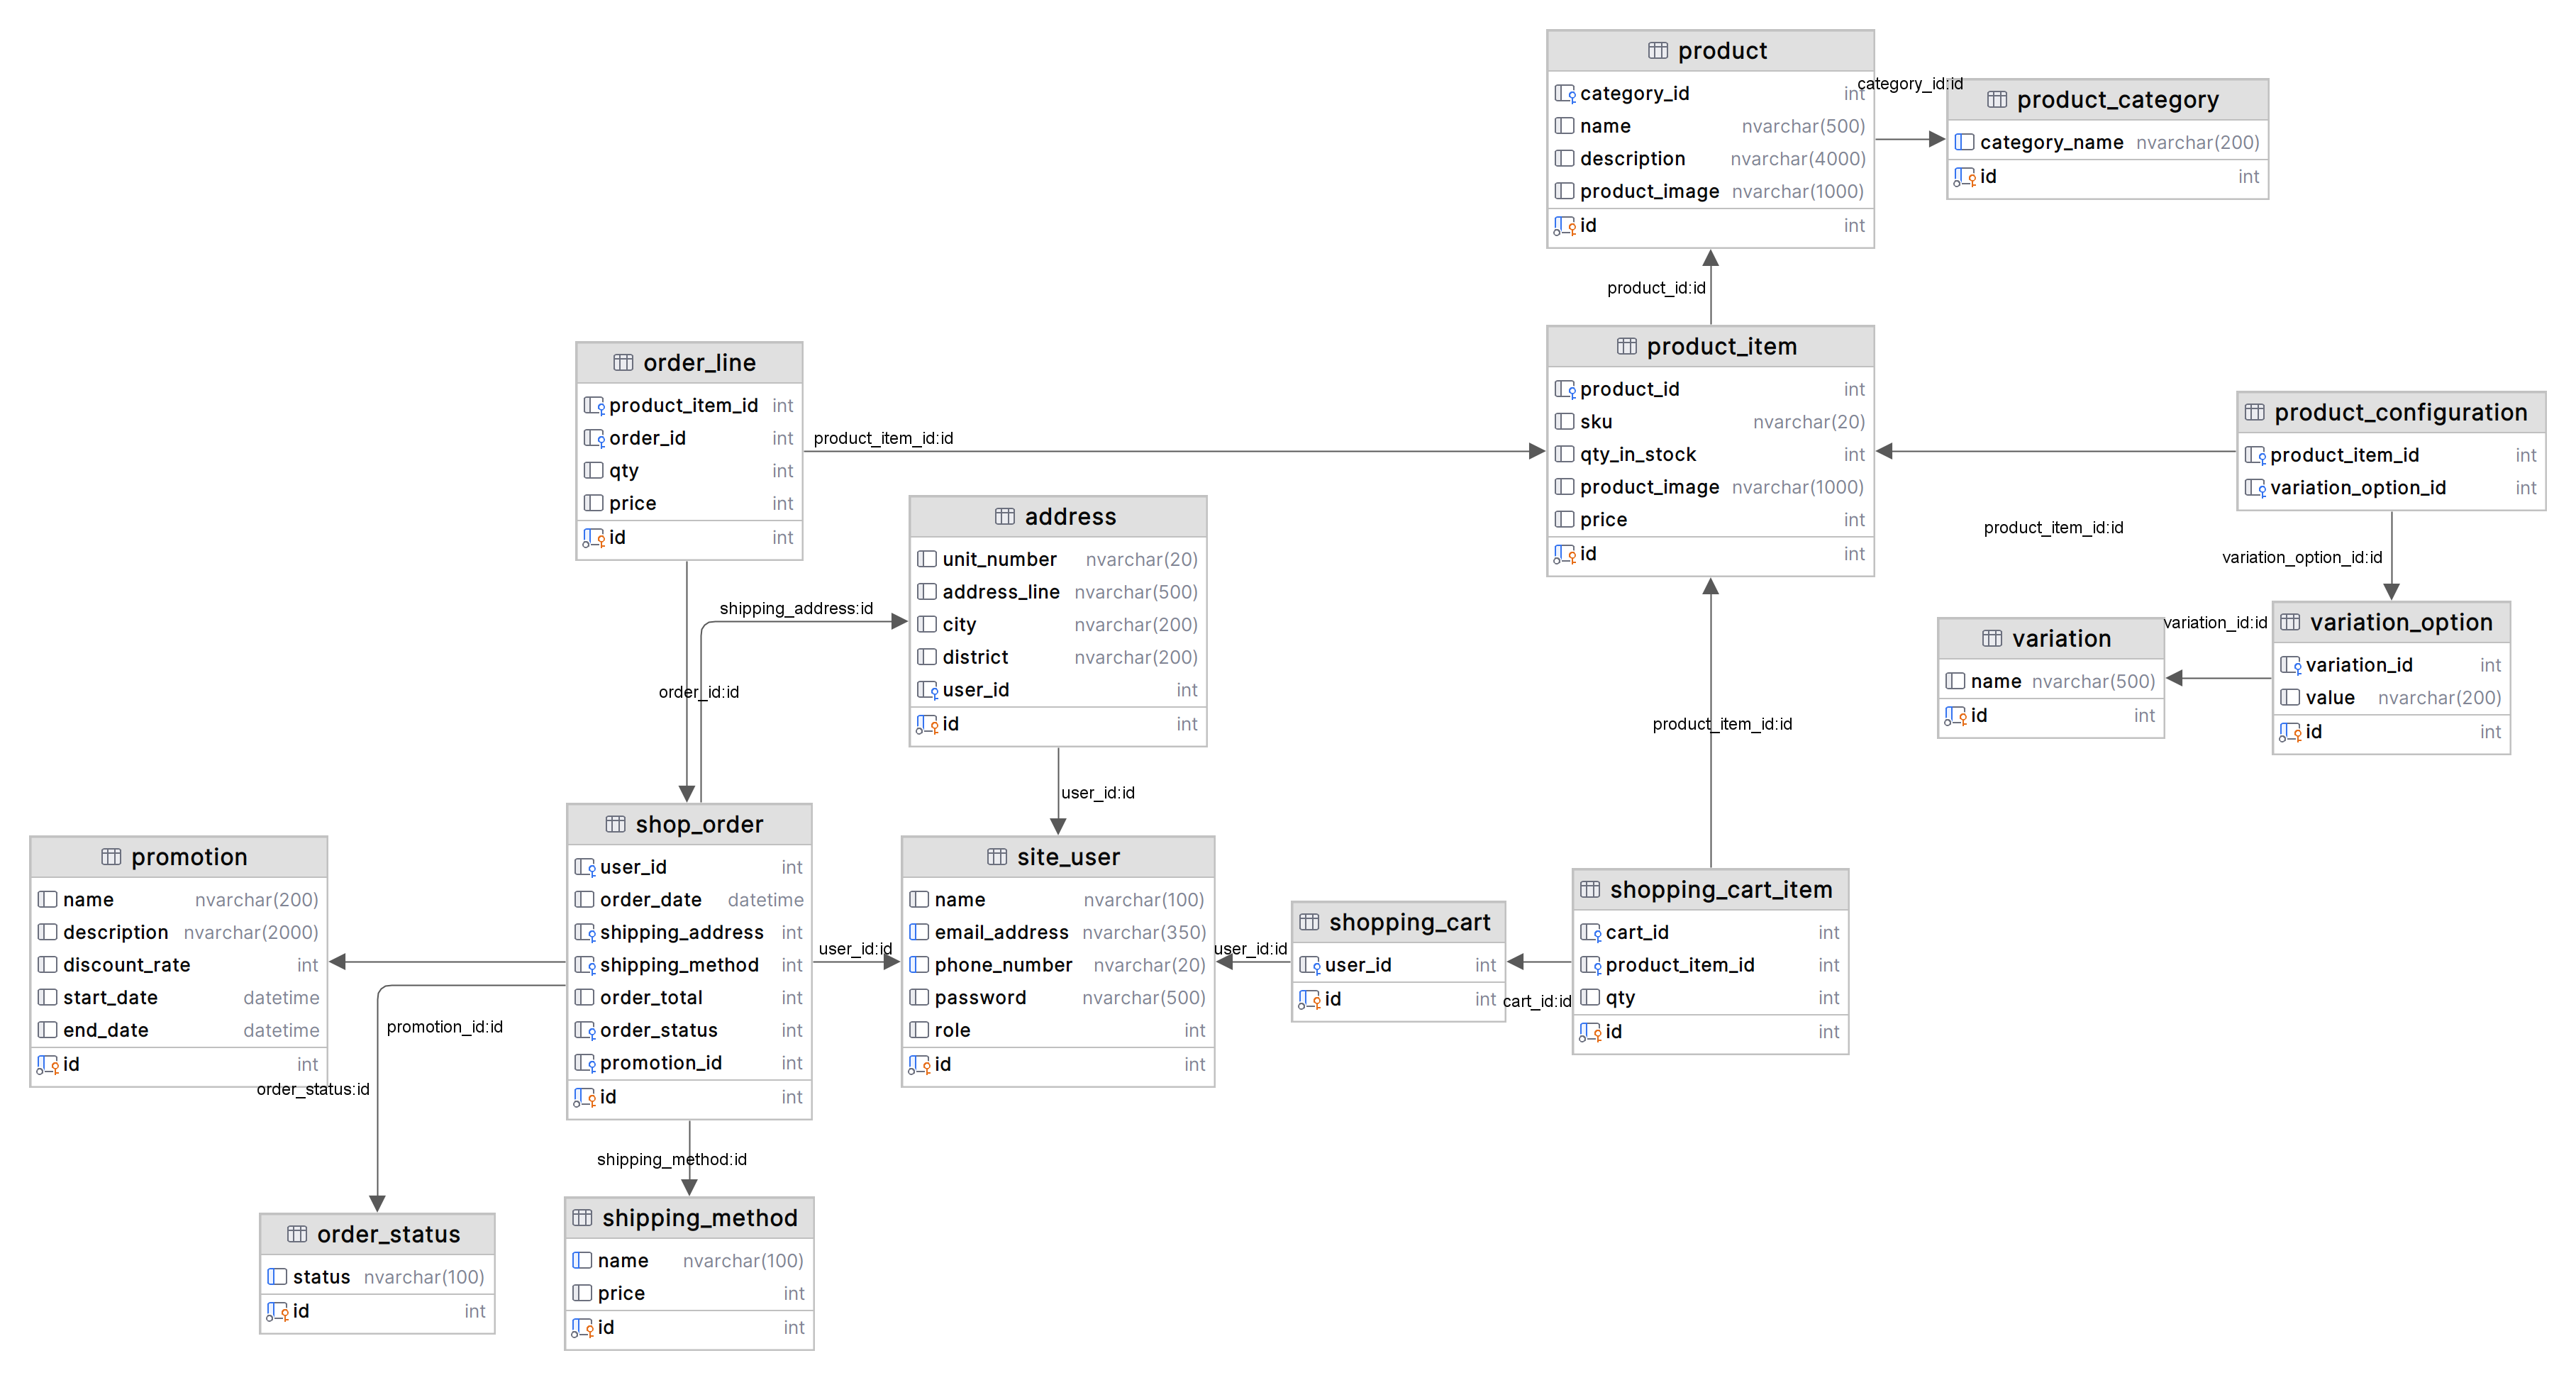 product
category_id int
name nvarchar(500)
description nvarchar(4000)
product_image nvarchar(1000)
id int
category_id:id
product_category
category_name nvarchar(200)
id int
product_id:id
product_item
product_id int
sku nvarchar(20)
qty_in_stock int
product_image nvarchar(1000)
price int
id int
order_line
product_item_id int
order_id int
qty int
price int
id int
product_item_id:id
product_configuration
product_item_id int
variation_option_id int
product_item_id:id
variation_option_id:id
address
unit_number nvarchar(20)
address_line nvarchar(500)
city nvarchar(200)
district nvarchar(200)
user_id int
id int
shipping_address:id
order_id:id
variation
name nvarchar(500)
id int
variation_id:id
variation_option
variation_id int
value nvarchar(200)
id int
product_item_id:id
user_id:id
promotion
name nvarchar(200)
description nvarchar(2000)
discount_rate int
start_date datetime
end_date datetime
id int
shop_order
user_id int
order_date datetime
shipping_address int
shipping_method int
order_total int
order_status int
promotion_id int
id int
user_id:id
site_user
name nvarchar(100)
email_address nvarchar(350)
phone_number nvarchar(20)
password nvarchar(500)
role int
id int
user_id:id
shopping_cart
user_id int
id int
cart_id:id
shopping_cart_item
cart_id int
product_item_id int
qty int
id int
promotion_id:id
order_status:id
shipping_method:id
order_status
status nvarchar(100)
id int
shipping_method
name nvarchar(100)
price int
id int